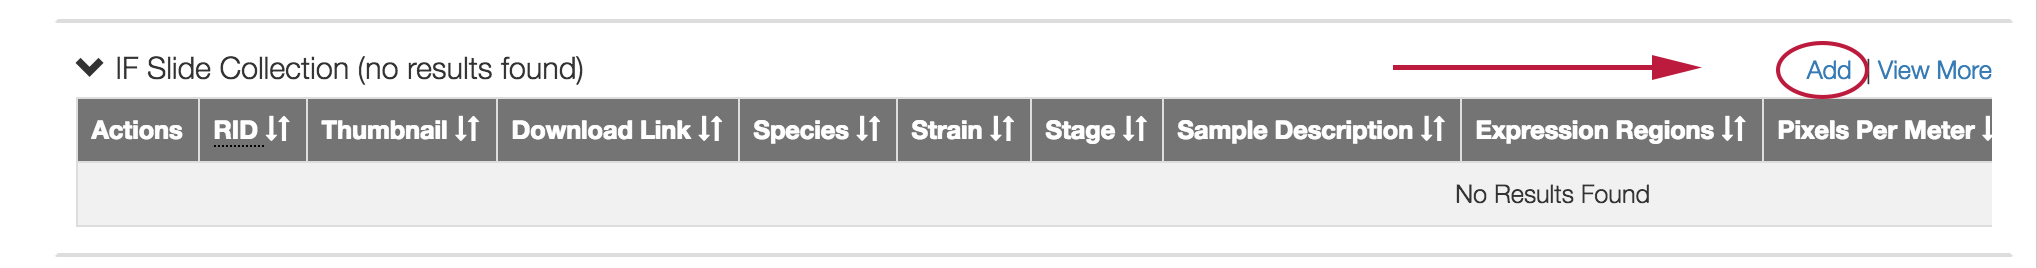 IF Slide Collection (no results found) Add | View More
Actions RID Thumbnail Download Link Species Strain Stage Sample Description Expression Regions Pixels Per Meter
No Results Found